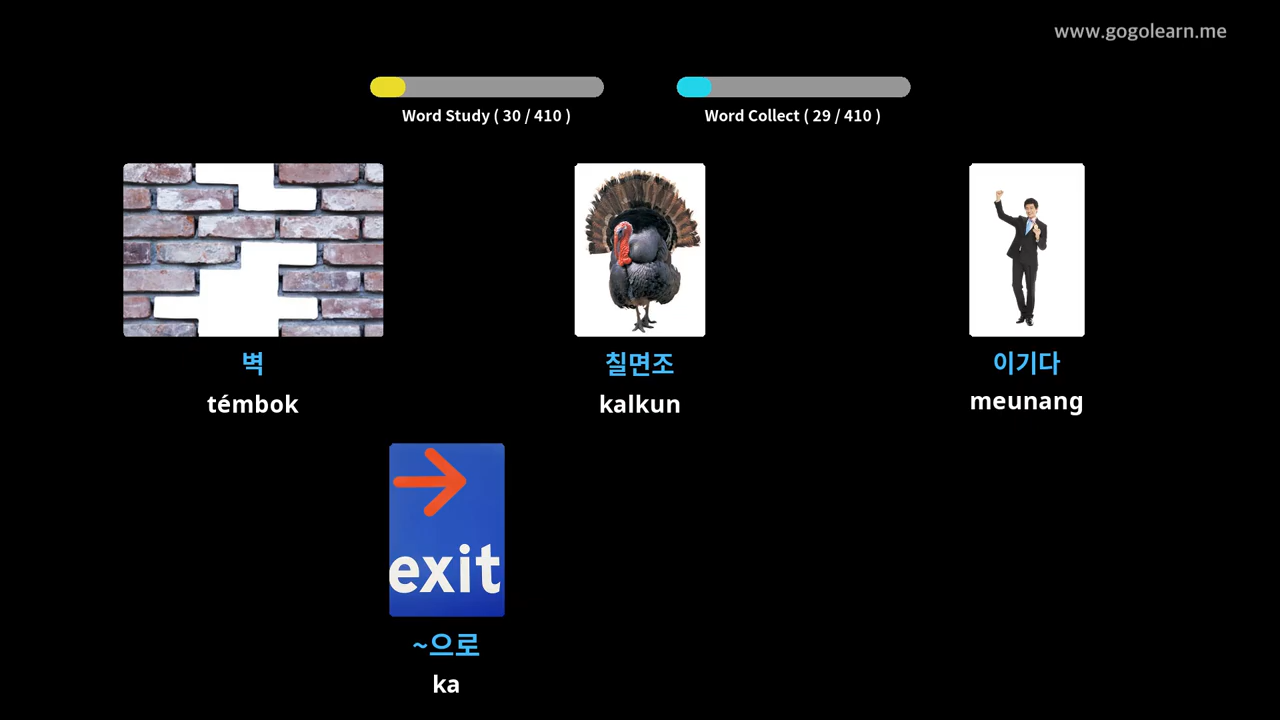 www.gogolearn.me
Word Study ( 30 / 410 )
Word Collect ( 29 / 410 )
벽
témbok
칠면조
kalkun
이기다
meunang
exit
~으로
ka